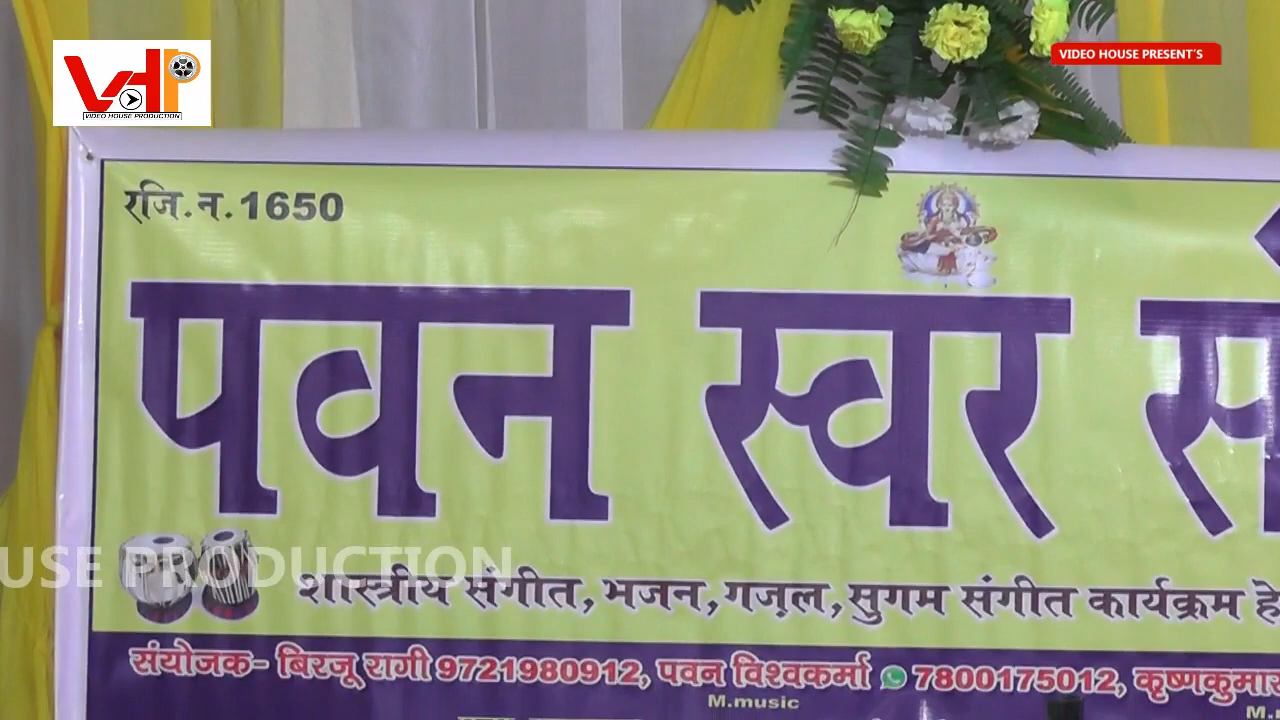 VIDEO HOUSE PRESENT'S
VDP
VIDEO HOUSE PRODUCTION
रजि.न.1650
पवन स्वर
USE PRODUCTION
शास्त्रीय संगीत,भजन,गज़ल,सुगम संगीत कार्यक्रम
संयोजक- बिरजू रागी 9721980912, पवन विश्वकर्मा 7800175012, कृष्णकुमार
M.music